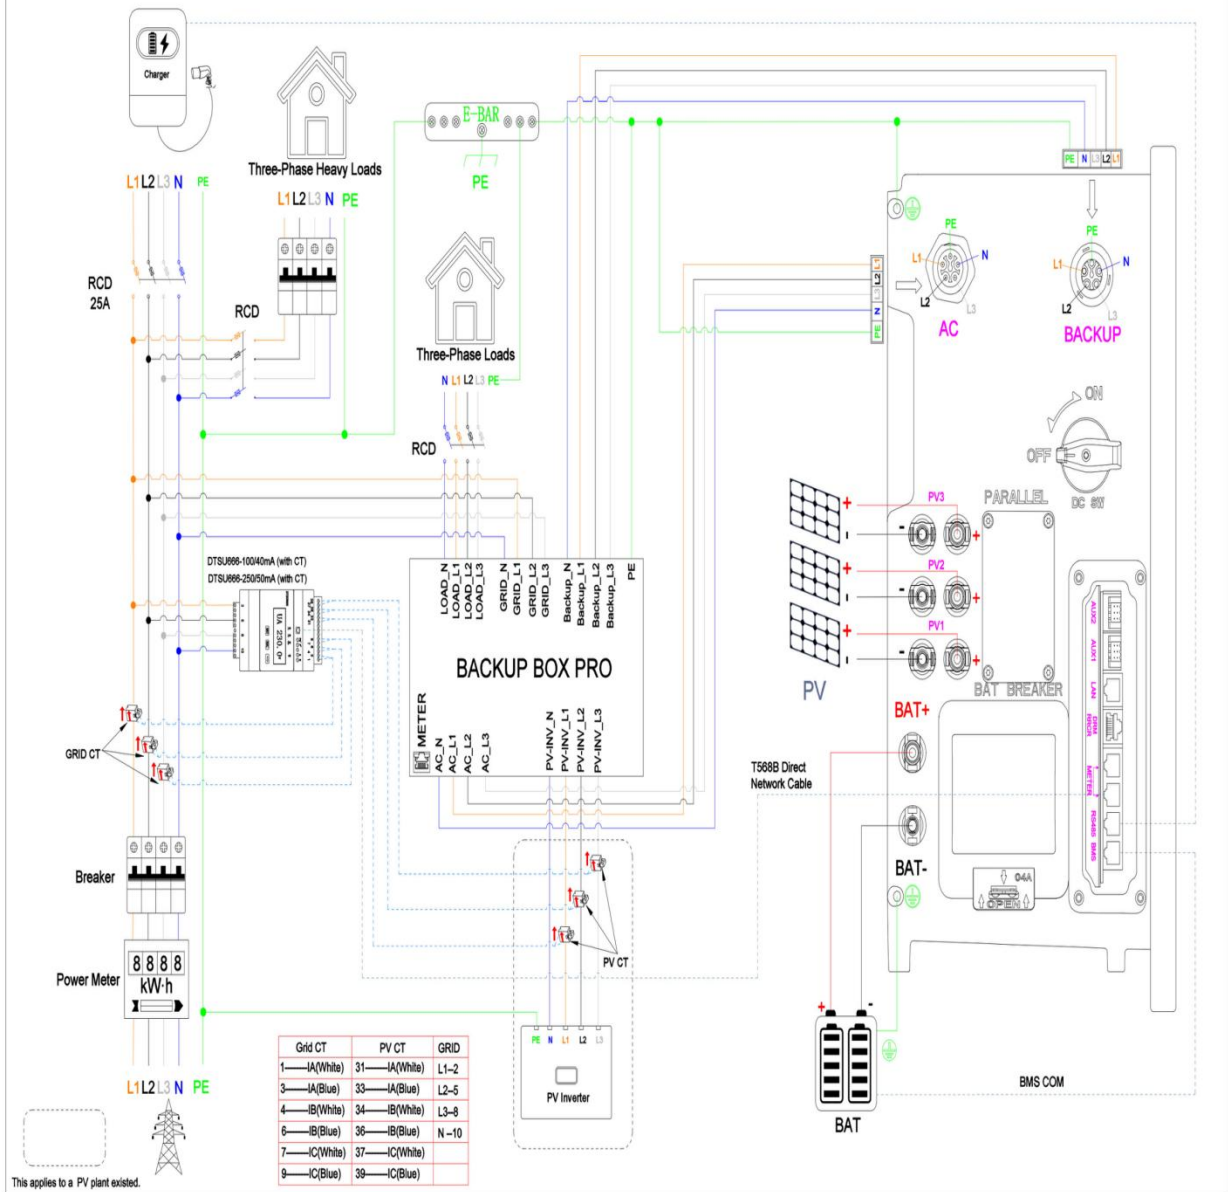 Charger
L1 L2 L3 N PE
RCD
25A
Three-Phase Heavy Loads
L1 L2 L3 N PE
RCD
E-BAR
PE
Three-Phase Loads
N L1 L2 L3 PE
RCD
PE N L3 L2 L1
L1
L2
L3
N
PE
PE
L1
N
L2
L3
AC
PE
L1
N
L2
L3
BACKUP
ON
OFF
DC SW
PARALLEL
PV3
+
-
-
+
PV2
+
-
-
+
PV1
+
-
-
+
PV
BAT BREAKER
BAT+
BAT-
OPEN
AUX2
AUX1
LAN
DRM
RRCR
METER
RS485
BMS
DTSU666-100/40mA (with CT)
DTSU666-250/50mA (with CT)
LOAD_N
LOAD_L1
LOAD_L2
LOAD_L3
GRID_N
GRID_L1
GRID_L2
GRID_L3
Backup_N
Backup_L1
Backup_L2
Backup_L3
PE
BACKUP BOX PRO
METER
AC_N
AC_L1
AC_L2
AC_L3
PV-INV_N
PV-INV_L1
PV-INV_L2
PV-INV_L3
GRID CT
T568B Direct
Network Cable
Breaker
Power Meter
8 8 8 8
kW·h
PV CT
PE N L1 L2 L3
PV Inverter
+ -
BAT
BMS COM
Grid CT PV CT GRID
1——IA(White) 31——IA(White) L1–2
3——IA(Blue) 33——IA(Blue) L2–5
4——IB(White) 34——IB(White) L3–8
6——IB(Blue) 36——IB(Blue) N –10
7——IC(White) 37——IC(White)
9——IC(Blue) 39——IC(Blue)
L1 L2 L3 N PE
This applies to a PV plant existed.